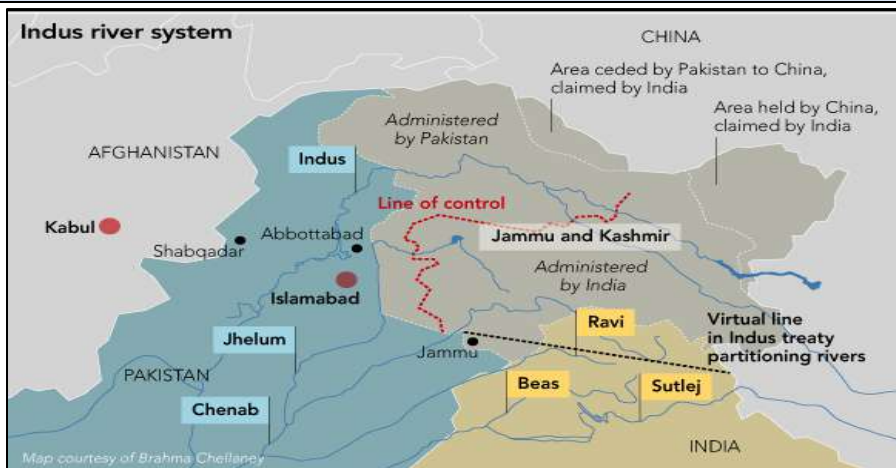 Indus river system
CHINA
Area ceded by Pakistan to China,
claimed by India
Area held by China,
claimed by India
Administered
by Pakistan
AFGHANISTAN
Indus
Line of control
Kabul
Abbottabad
Shabqadar
Jammu and Kashmir
Administered
by India
Islamabad
Ravi
Virtual line
in Indus treaty
partitioning rivers
Jhelum
Jammu
PAKISTAN
Beas
Sutlej
Chenab
INDIA
Map courtesy of Brahma Chellaney